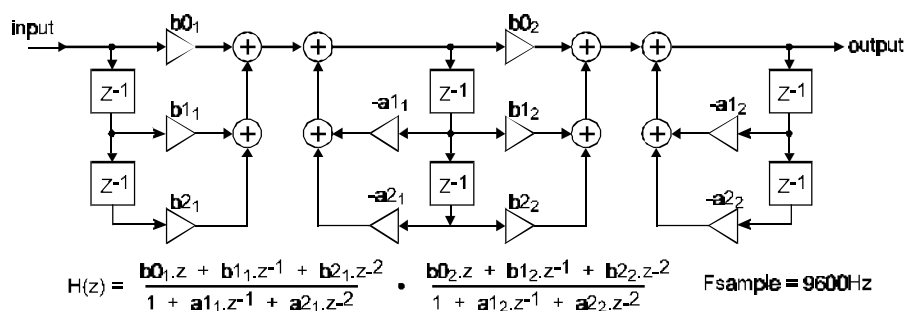 input
b0₁
b0₂
output
z⁻¹
z⁻¹
z⁻¹
b1₁
-a1₁
b1₂
-a1₂
z⁻¹
z⁻¹
z⁻¹
b2₁
-a2₁
b2₂
-a2₂
H(z) = b0₁.z + b1₁.z⁻¹ + b2₁.z⁻² / 1 + a1₁.z⁻¹ + a2₁.z⁻² • b0₂.z + b1₂.z⁻¹ + b2₂.z⁻² / 1 + a1₂.z⁻¹ + a2₂.z⁻² Fsample = 9600Hz